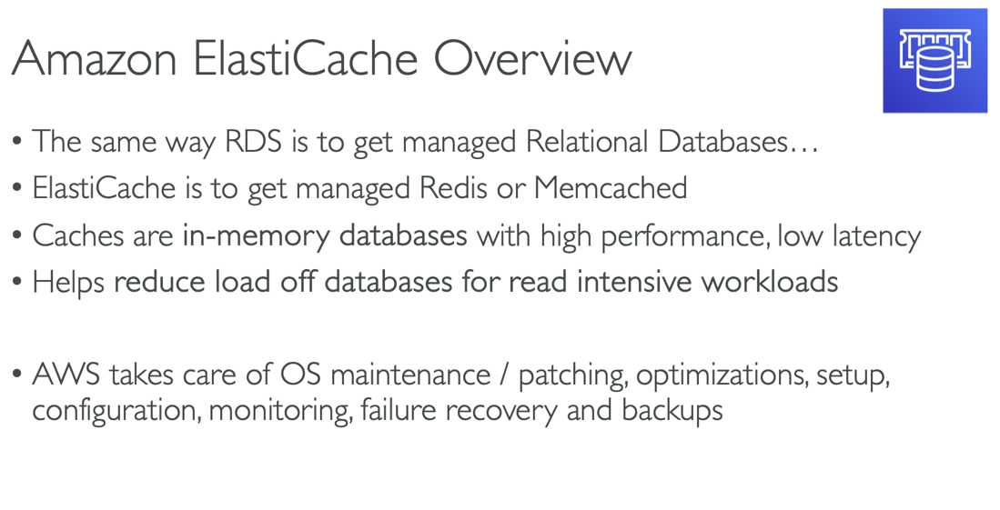 Amazon ElastiCache Overview
• The same way RDS is to get managed Relational Databases…
• ElastiCache is to get managed Redis or Memcached
• Caches are in-memory databases with high performance, low latency
• Helps reduce load off databases for read intensive workloads
• AWS takes care of OS maintenance / patching, optimizations, setup,
configuration, monitoring, failure recovery and backups